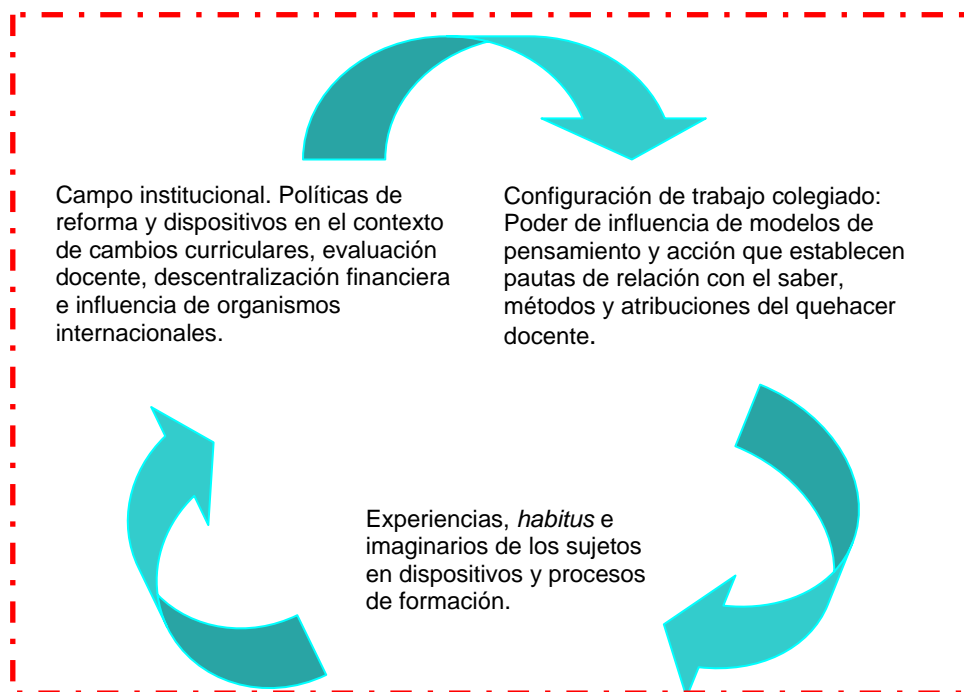 Campo institucional. Políticas de
reforma y dispositivos en el contexto
de cambios curriculares, evaluación
docente, descentralización financiera
e influencia de organismos
internacionales.
Configuración de trabajo colegiado:
Poder de influencia de modelos de
pensamiento y acción que establecen
pautas de relación con el saber,
métodos y atribuciones del quehacer
docente.
Experiencias, habitus e
imaginarios de los sujetos
en dispositivos y procesos
de formación.